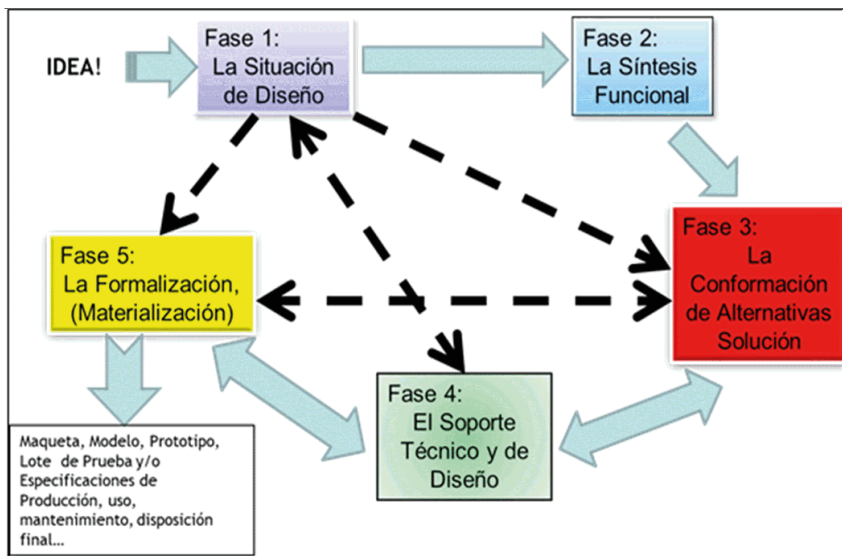 IDEA!
Fase 1:
La Situación
de Diseño
Fase 2:
La Síntesis
Funcional
Fase 3:
La
Conformación
de Alternativas
Solución
Fase 5:
La Formalización,
(Materialización)
Fase 4:
El Soporte
Técnico y de
Diseño
Maqueta, Modelo, Prototipo,
Lote de Prueba y/o
Especificaciones de
Producción, uso,
mantenimiento, disposición
final...